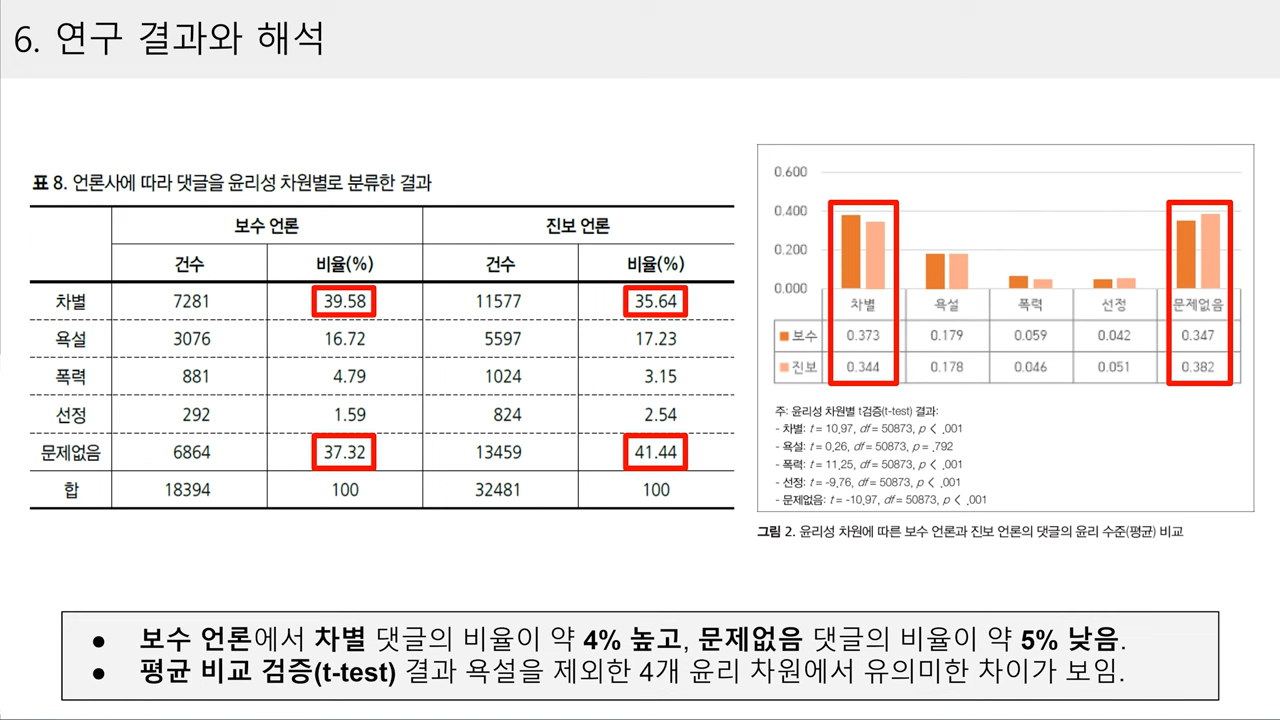 6. 연구 결과와 해석
표 8. 언론사에 따라 댓글을 윤리성 차원별로 분류한 결과
보수 언론 진보 언론
건수 비율(%) 건수 비율(%)
차별 7281 39.58 11577 35.64
욕설 3076 16.72 5597 17.23
폭력 881 4.79 1024 3.15
선정 292 1.59 824 2.54
문제없음 6864 37.32 13459 41.44
합 18394 100 32481 100
0.600
0.400
0.200
0.000
차별 욕설 폭력 선정 문제없음
보수 0.373 0.179 0.059 0.042 0.347
진보 0.344 0.178 0.046 0.051 0.382
주: 윤리성 차원별 t검증(t-test) 결과:
- 차별: t = 10.97, df = 50873, p < .001
- 욕설: t = 0.26, df = 50873, p = .792
- 폭력: t = 11.25, df = 50873, p < .001
- 선정: t = -9.76, df = 50873, p < .001
- 문제없음: t = -10.97, df = 50873, p < .001
그림 2. 윤리성 차원에 따른 보수 언론과 진보 언론의 댓글의 윤리 수준(평균) 비교
● 보수 언론에서 차별 댓글의 비율이 약 4% 높고, 문제없음 댓글의 비율이 약 5% 낮음.
● 평균 비교 검증(t-test) 결과 욕설을 제외한 4개 윤리 차원에서 유의미한 차이가 보임.